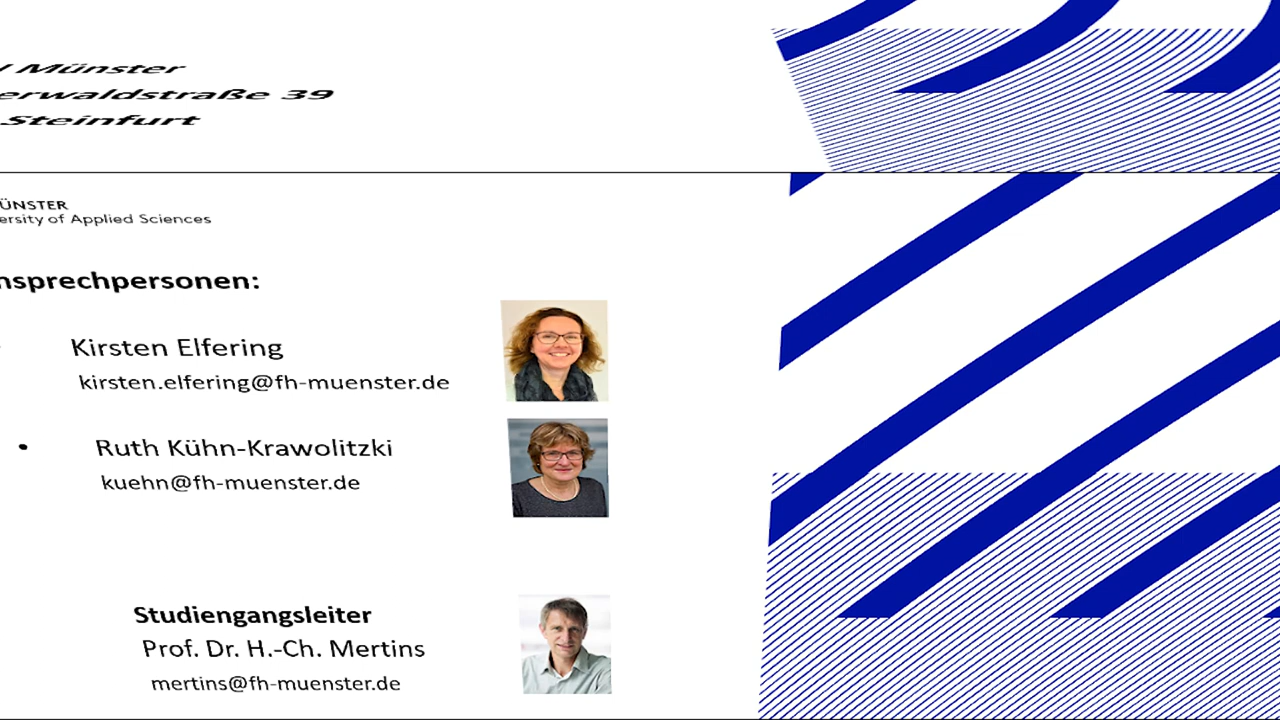 Münster
erwaldstraße 39
Steinfurt
ÜNSTER
ersity of Applied Sciences
nsprechpersonen:
Kirsten Elfering
kirsten.elfering@fh-muenster.de
• Ruth Kühn-Krawolitzki
kuehn@fh-muenster.de
Studiengangsleiter
Prof. Dr. H.-Ch. Mertins
mertins@fh-muenster.de